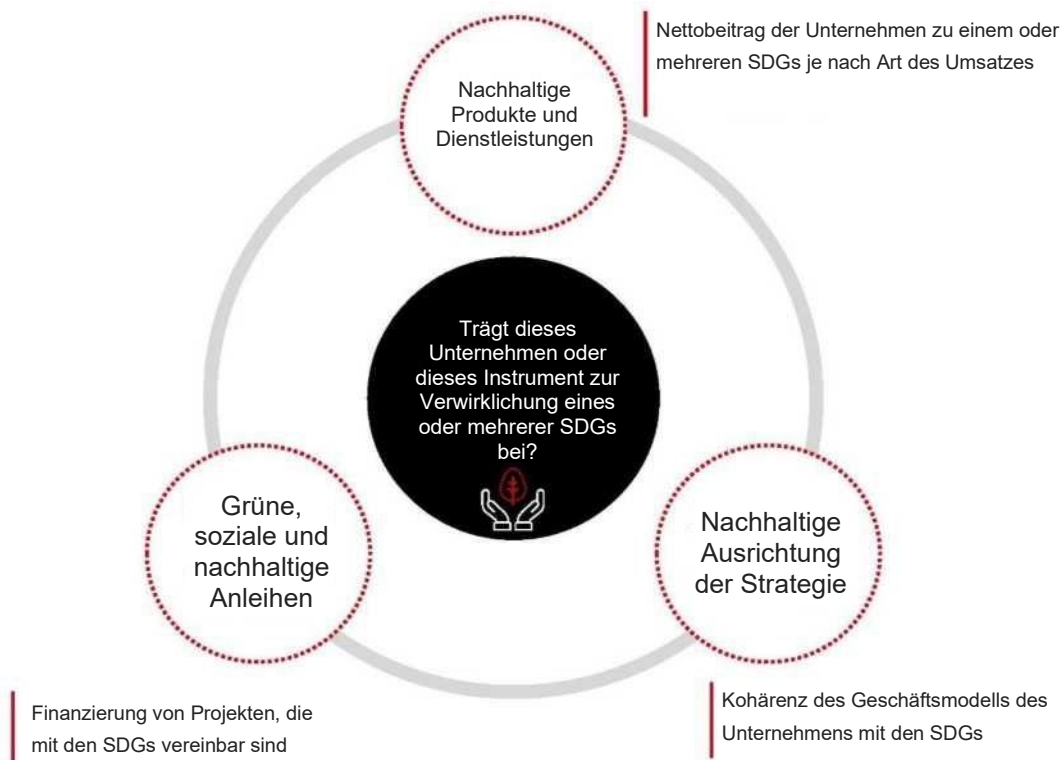 Nettobeitrag der Unternehmen zu einem oder
mehreren SDGs je nach Art des Umsatzes
Nachhaltige
Produkte und
Dienstleistungen
Trägt dieses
Unternehmen oder
dieses Instrument zur
Verwirklichung eines
oder mehrerer SDGs
bei?
Grüne,
soziale und
nachhaltige
Anleihen
Nachhaltige
Ausrichtung
der Strategie
Finanzierung von Projekten, die
mit den SDGs vereinbar sind
Kohärenz des Geschäftsmodells des
Unternehmens mit den SDGs